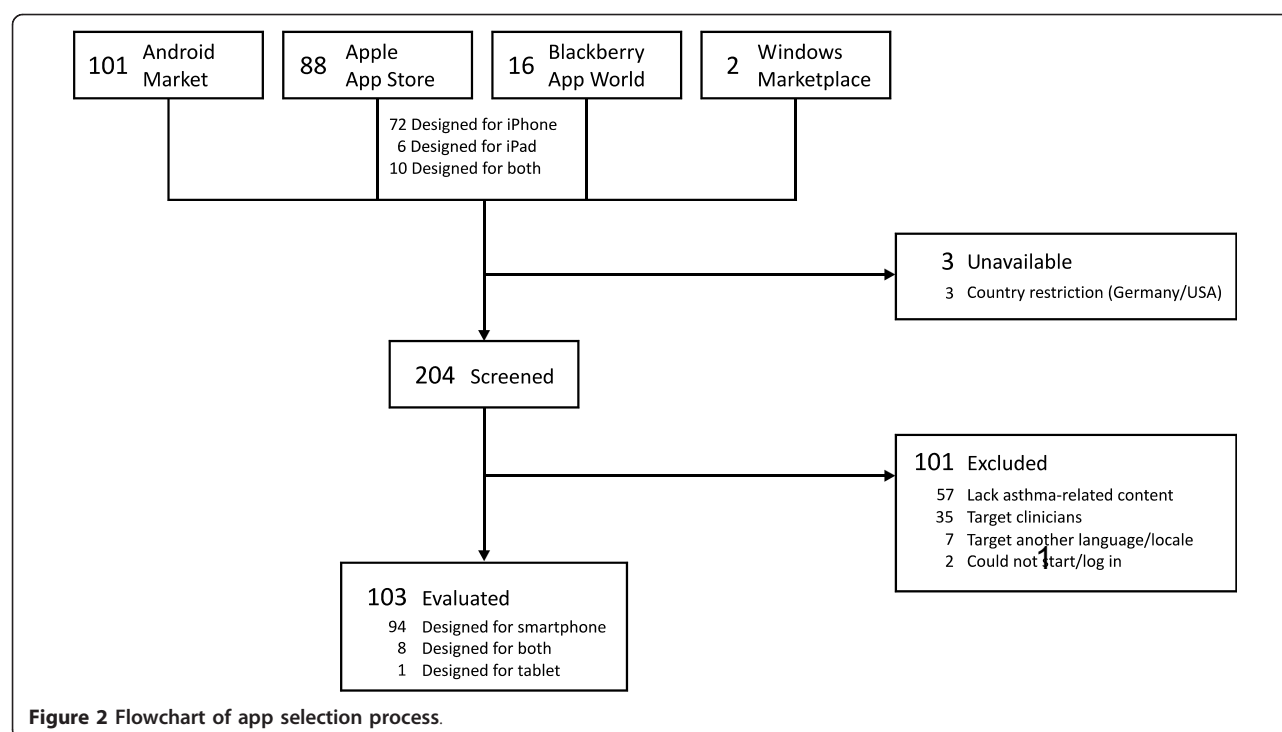 101 Android Market
88 Apple App Store
16 Blackberry App World
2 Windows Marketplace
72 Designed for iPhone
6 Designed for iPad
10 Designed for both
3 Unavailable
3 Country restriction (Germany/USA)
204 Screened
101 Excluded
57 Lack asthma-related content
35 Target clinicians
7 Target another language/locale
2 Could not start/log in
1
103 Evaluated
94 Designed for smartphone
8 Designed for both
1 Designed for tablet
Figure 2 Flowchart of app selection process.